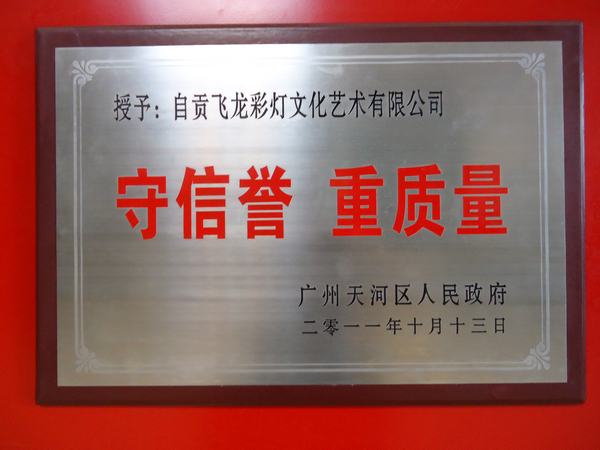 授予：自贡飞龙彩灯文化艺术有限公司
守信誉 重质量
广州天河区人民政府
二零一一年十月十三日